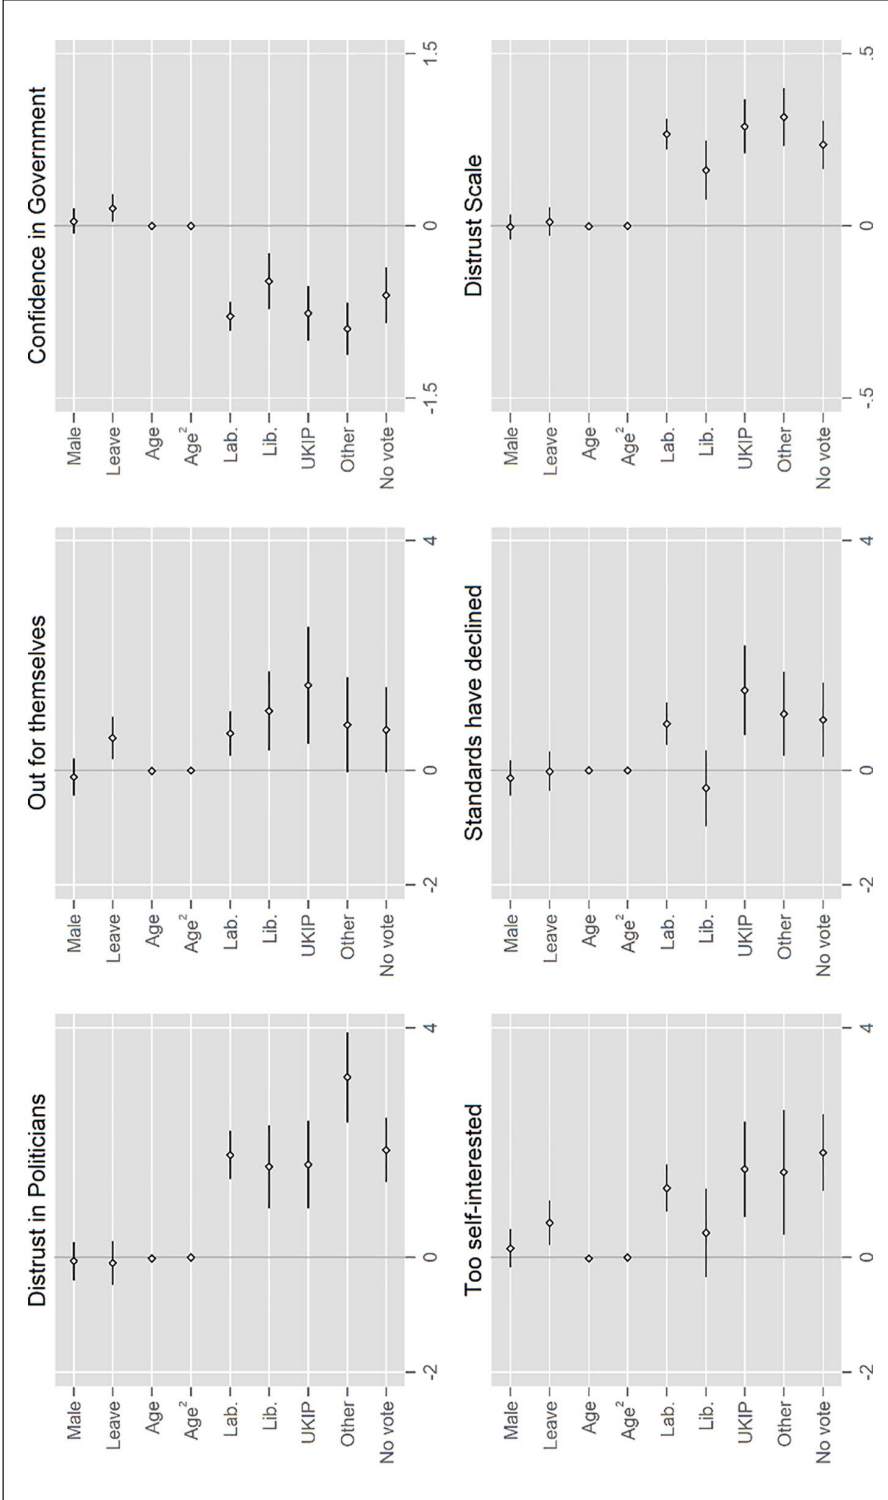 Distrust in Politicians
Male
Leave
Age
Age²
Lab.
Lib.
UKIP
Other
No vote
-2 0 4
Out for themselves
Male
Leave
Age
Age²
Lab.
Lib.
UKIP
Other
No vote
-2 0 4
Confidence in Government
Male
Leave
Age
Age²
Lab.
Lib.
UKIP
Other
No vote
-1.5 0 1.5
Too self-interested
Male
Leave
Age
Age²
Lab.
Lib.
UKIP
Other
No vote
-2 0 4
Standards have declined
Male
Leave
Age
Age²
Lab.
Lib.
UKIP
Other
No vote
-2 0 4
Distrust Scale
Male
Leave
Age
Age²
Lab.
Lib.
UKIP
Other
No vote
-.5 0 .5